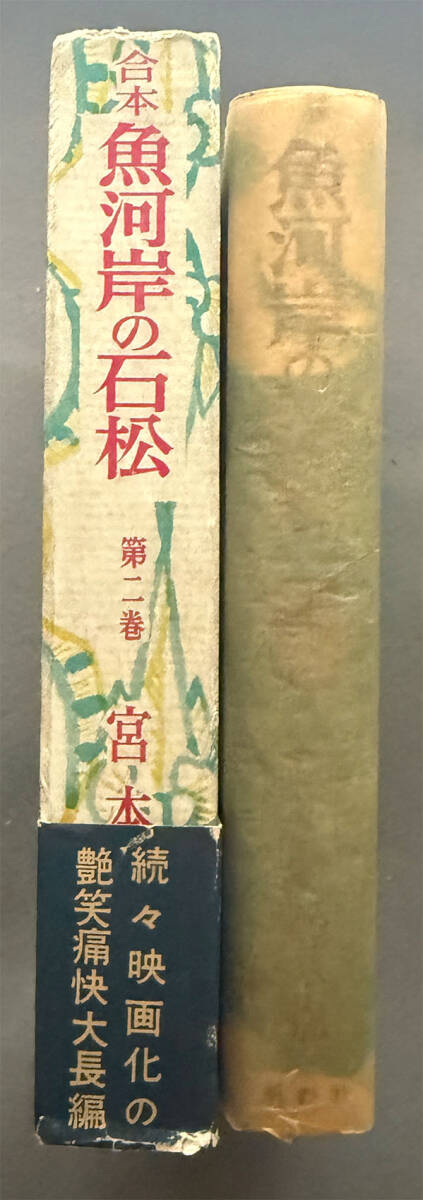 合本
魚河岸の石松
第二巻
宮本
続々映画化の
艶笑痛快大長編
魚河岸の